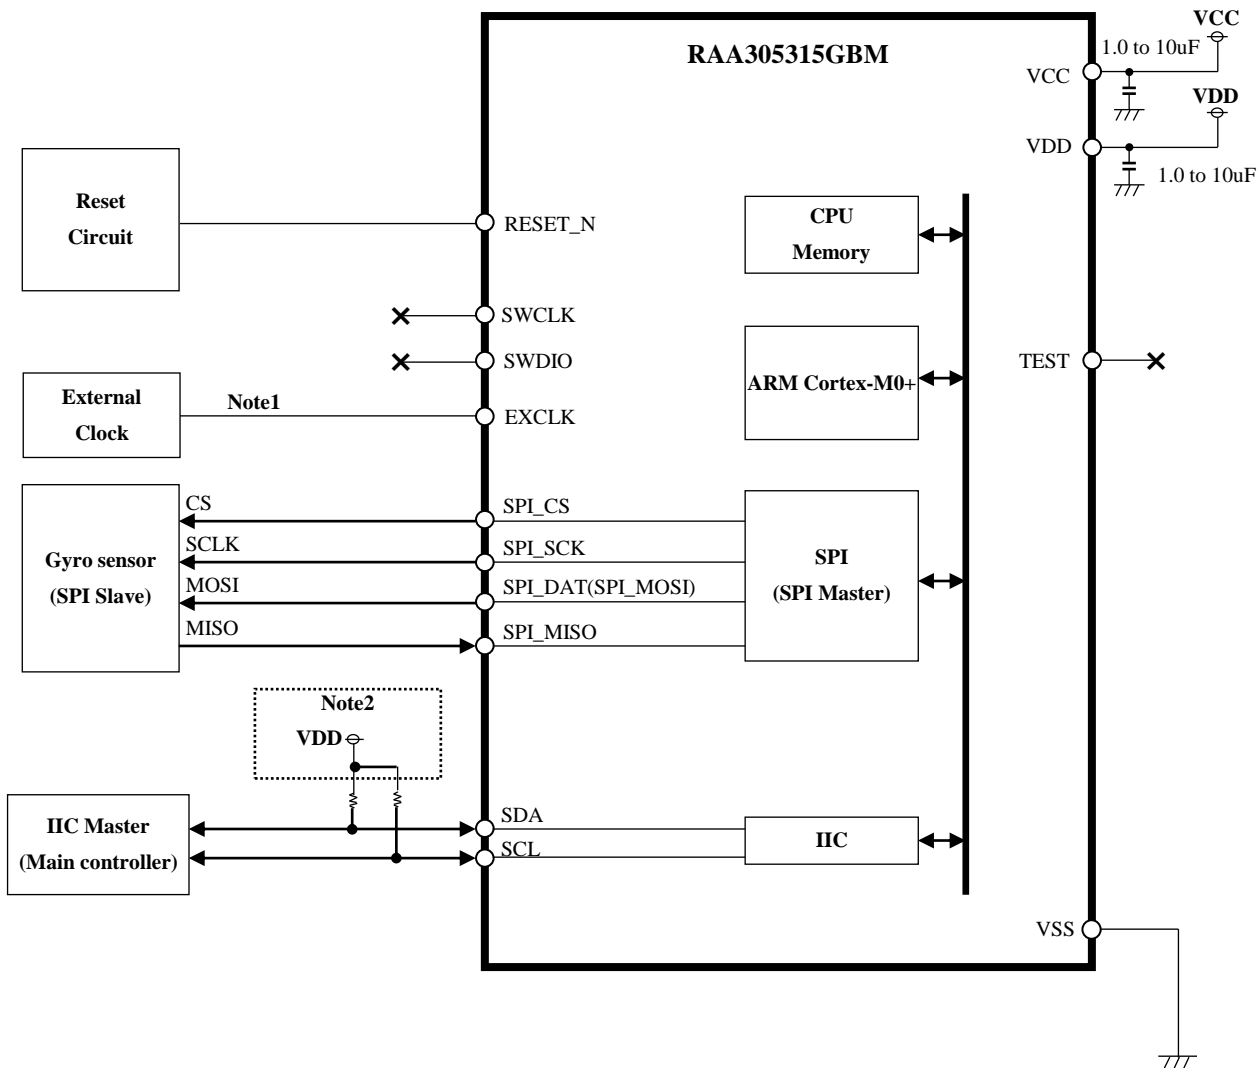 RAA305315GBM
VCC
1.0 to 10uF
VCC
VDD
VDD
1.0 to 10uF
Reset
Circuit
RESET_N
CPU
Memory
SWCLK
SWDIO
TEST
ARM Cortex-M0+
External
Clock
Note1
EXCLK
Gyro sensor
(SPI Slave)
CS
SCLK
MOSI
MISO
SPI_CS
SPI_SCK
SPI_DAT(SPI_MOSI)
SPI_MISO
SPI
(SPI Master)
Note2
VDD
IIC Master
(Main controller)
SDA
SCL
IIC
VSS